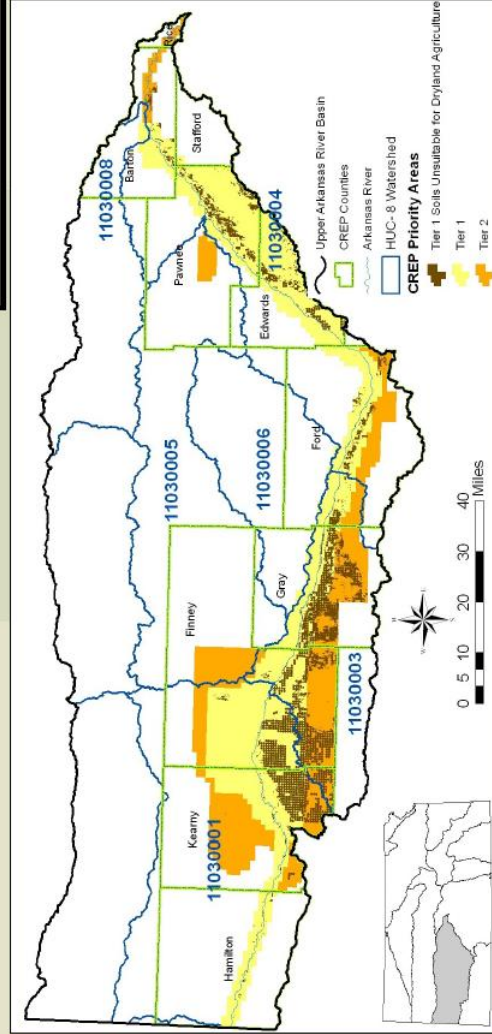 11030008
Barton
Rice
Pawnee
Stafford
11030005
11030004
Edwards
11030006
Ford
Finney
Gray
Kearny
11030001
11030003
Hamilton
Upper Arkansas River Basin
CREP Counties
Arkansas River
HUC- 8 Watershed
CREP Priority Areas
Tier 1 Soils Unsuitable for Dryland Agriculture
Tier 1
Tier 2
0 5 10 20 30 40
Miles